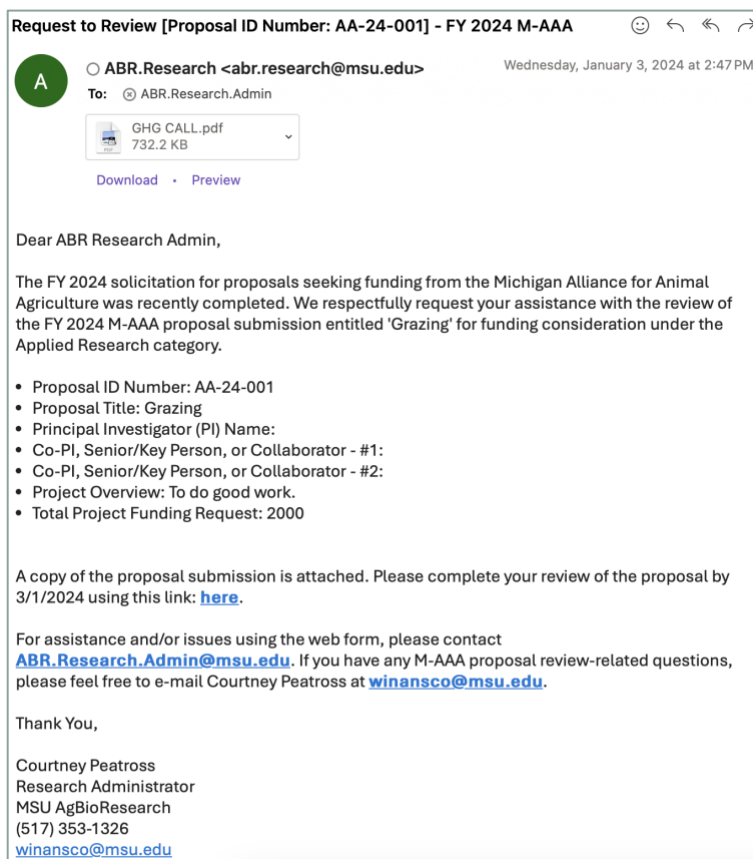 Request to Review [Proposal ID Number: AA-24-001] - FY 2024 M-AAA
A
ABR.Research <abr.research@msu.edu>
Wednesday, January 3, 2024 at 2:47 PM
To: ABR.Research.Admin
GHG CALL.pdf
732.2 KB
PDF
Download • Preview
Dear ABR Research Admin,
The FY 2024 solicitation for proposals seeking funding from the Michigan Alliance for Animal
Agriculture was recently completed. We respectfully request your assistance with the review of
the FY 2024 M-AAA proposal submission entitled 'Grazing' for funding consideration under the
Applied Research category.
• Proposal ID Number: AA-24-001
• Proposal Title: Grazing
• Principal Investigator (PI) Name:
• Co-PI, Senior/Key Person, or Collaborator - #1:
• Co-PI, Senior/Key Person, or Collaborator - #2:
• Project Overview: To do good work.
• Total Project Funding Request: 2000
A copy of the proposal submission is attached. Please complete your review of the proposal by
3/1/2024 using this link: here.
For assistance and/or issues using the web form, please contact
ABR.Research.Admin@msu.edu. If you have any M-AAA proposal review-related questions,
please feel free to e-mail Courtney Peatross at winansco@msu.edu.
Thank You,
Courtney Peatross
Research Administrator
MSU AgBioResearch
(517) 353-1326
winansco@msu.edu